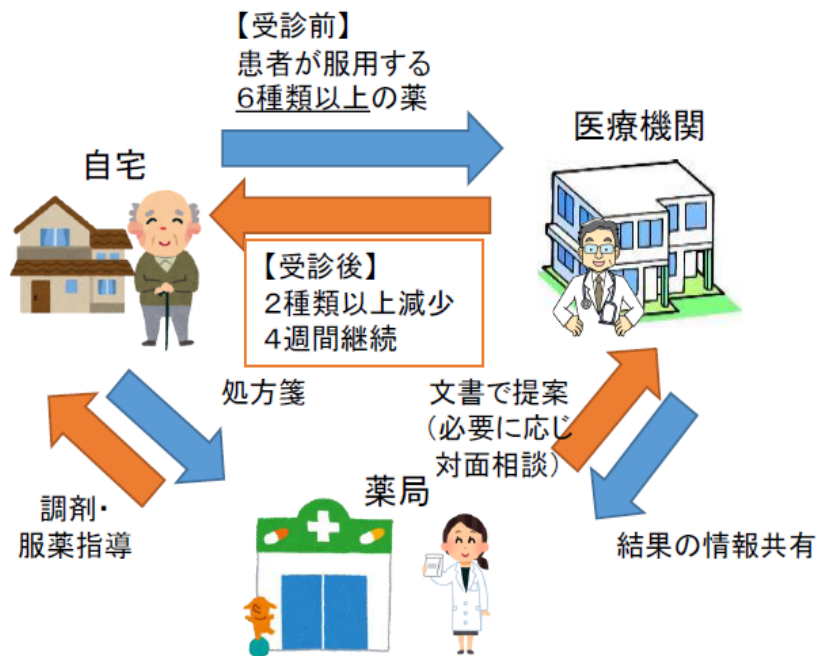 【受診前】
患者が服用する
6種類以上の薬
医療機関
自宅
【受診後】
2種類以上減少
4週間継続
処方箋
文書で提案
(必要に応じ
対面相談)
薬局
調剤・
服薬指導
結果の情報共有